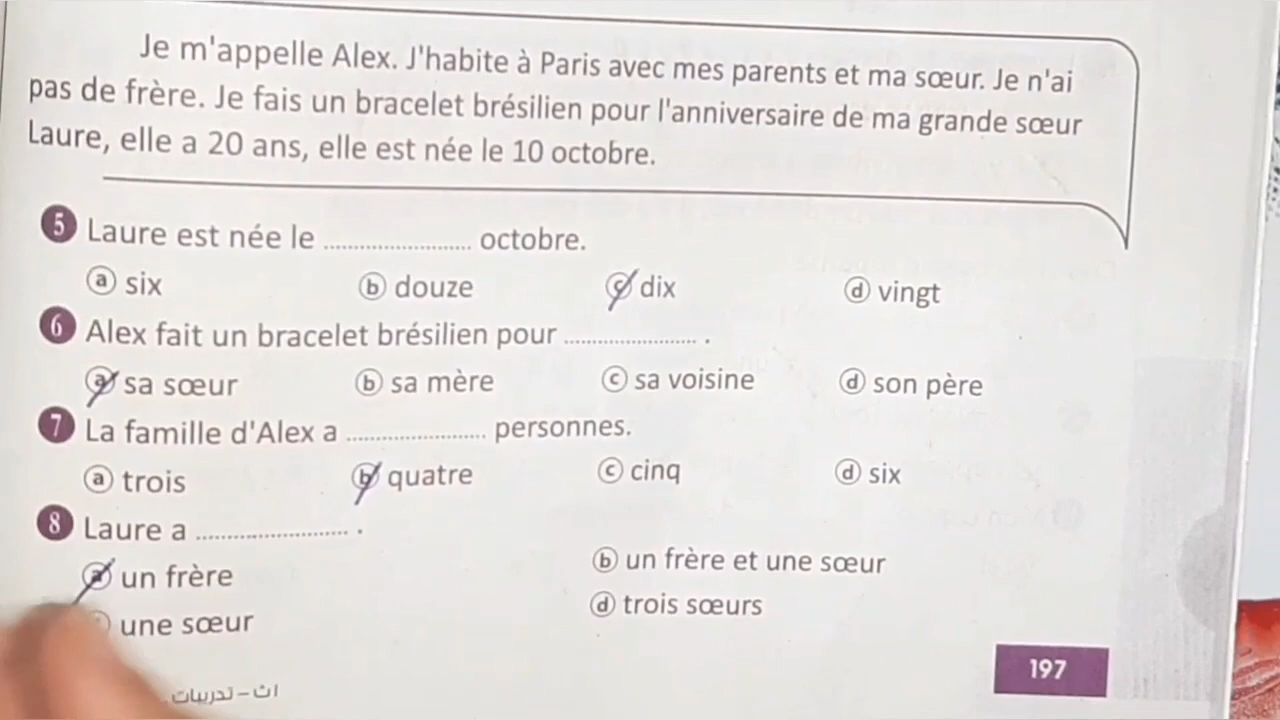 Je m'appelle Alex. J'habite à Paris avec mes parents et ma sœur. Je n'ai
pas de frère. Je fais un bracelet brésilien pour l'anniversaire de ma grande sœur
Laure, elle a 20 ans, elle est née le 10 octobre.
5 Laure est née le ........................ octobre.
a six b douze c dix d vingt
6 Alex fait un bracelet brésilien pour ...................... .
a sa sœur b sa mère c sa voisine d son père
7 La famille d'Alex a ....................... personnes.
a trois b quatre c cinq d six
8 Laure a ......................... .
a un frère b un frère et une sœur
une sœur d trois sœurs
١ث – تدريبات
197